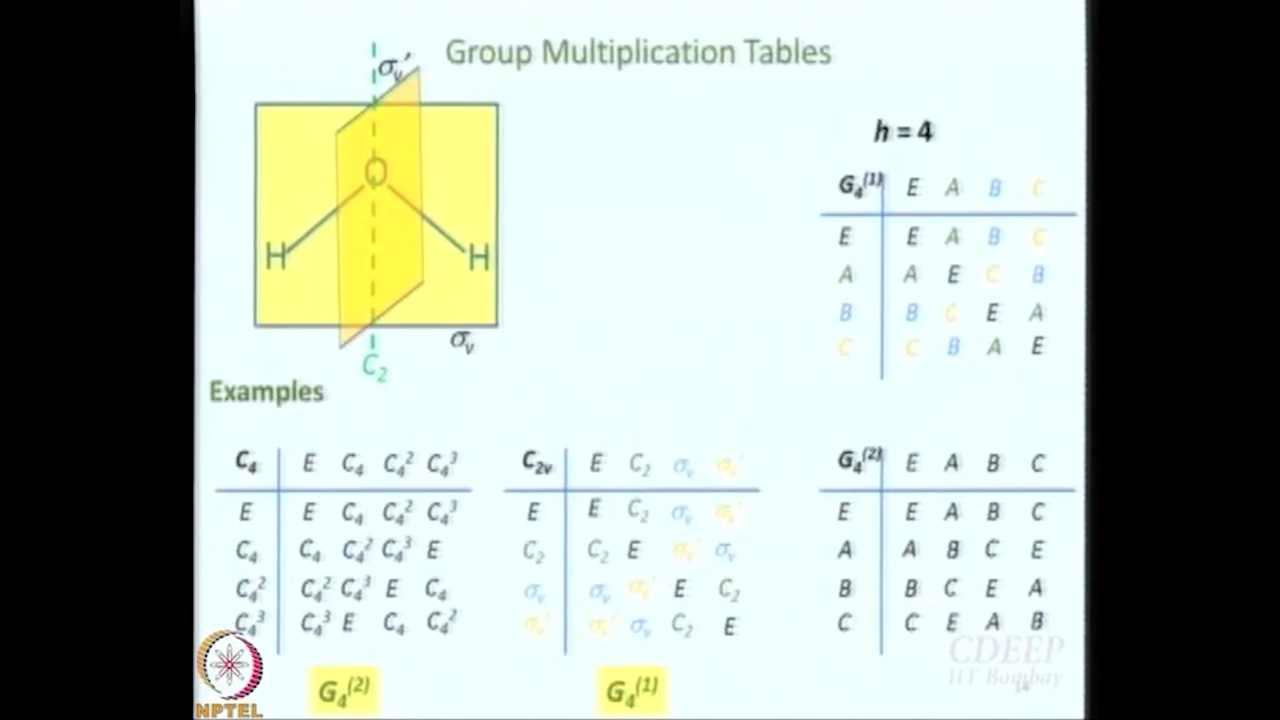 Group Multiplication Tables
σᵥ′
O
H H
σᵥ
C₂
h = 4
G₄⁽¹⁾ E A B C
E E A B C
A A E C B
B B C E A
C C B A E
Examples
C₄ E C₄ C₄² C₄³
E E C₄ C₄² C₄³
C₄ C₄ C₄² C₄³ E
C₄² C₄² C₄³ E C₄
C₄³ C₄³ E C₄ C₄²
G₄⁽²⁾
C₂ᵥ E C₂ σᵥ σᵥ′
E E C₂ σᵥ σᵥ′
C₂ C₂ E σᵥ′ σᵥ
σᵥ σᵥ σᵥ′ E C₂
σᵥ′ σᵥ′ σᵥ C₂ E
G₄⁽¹⁾
G₄⁽²⁾ E A B C
E E A B C
A A B C E
B B C E A
C C E A B
CDEEP
IIT Bombay
14
NPTEL